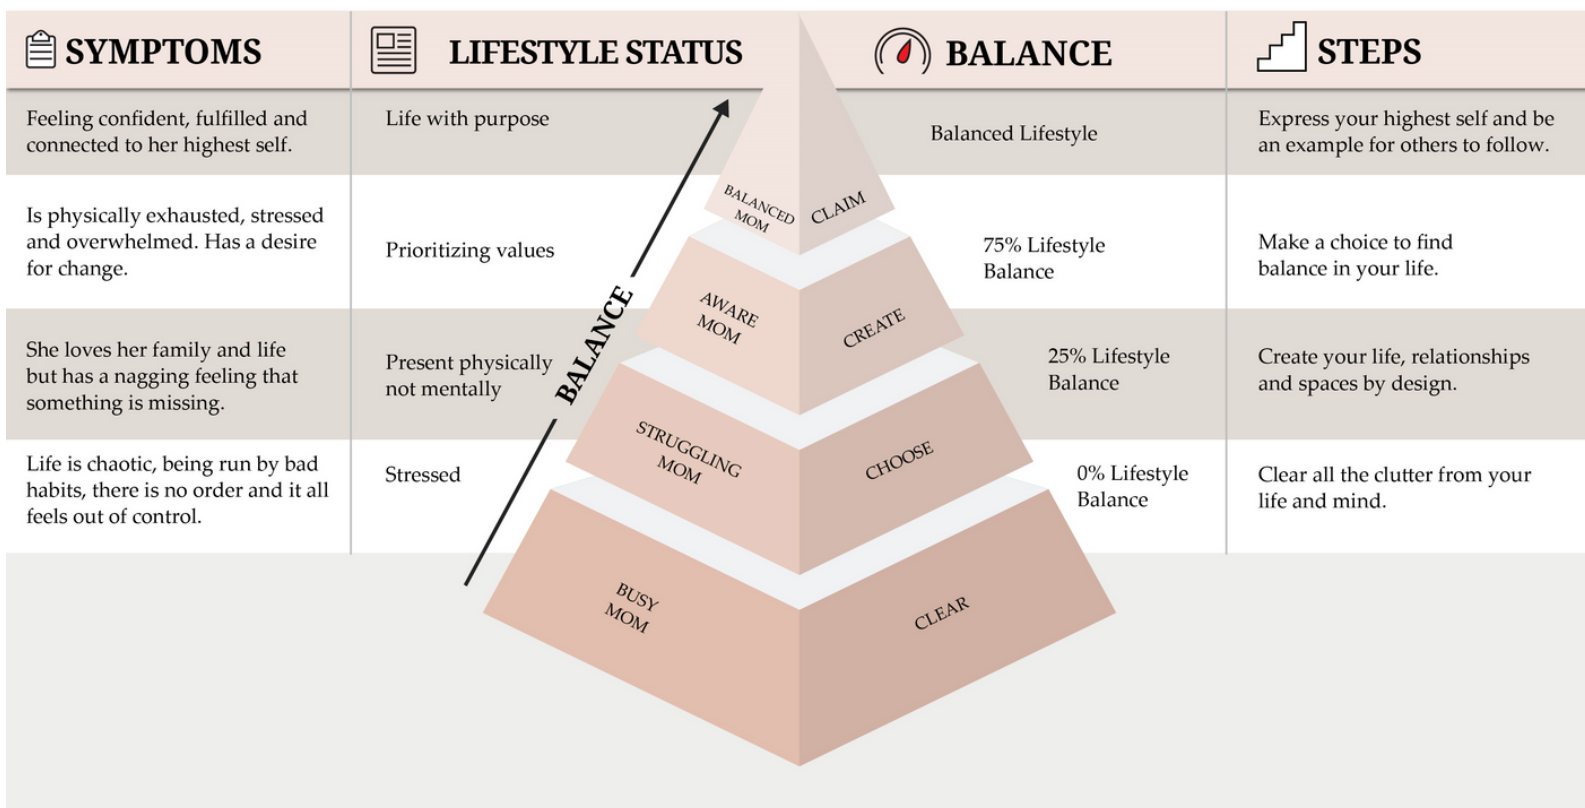 SYMPTOMS
LIFESTYLE STATUS
BALANCE
STEPS
Feeling confident, fulfilled and
connected to her highest self.
Life with purpose
Balanced Lifestyle
Express your highest self and be
an example for others to follow.
Is physically exhausted, stressed
and overwhelmed. Has a desire
for change.
Prioritizing values
75% Lifestyle
Balance
Make a choice to find
balance in your life.
She loves her family and life
but has a nagging feeling that
something is missing.
Present physically
not mentally
25% Lifestyle
Balance
Create your life, relationships
and spaces by design.
Life is chaotic, being run by bad
habits, there is no order and it all
feels out of control.
Stressed
0% Lifestyle
Balance
Clear all the clutter from your
life and mind.
BALANCE
BALANCED
MOM
CLAIM
AWARE
MOM
CREATE
STRUGGLING
MOM
CHOOSE
BUSY
MOM
CLEAR